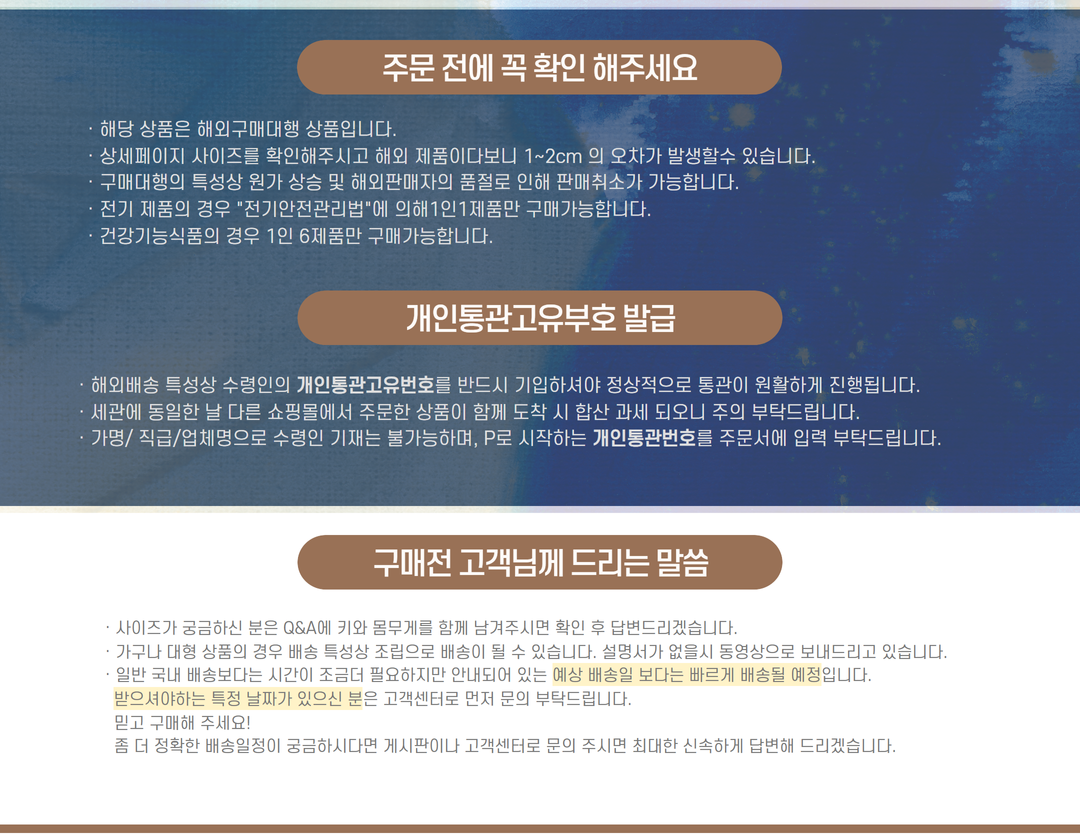 주문 전에 꼭 확인 해주세요
· 해당 상품은 해외구매대행 상품입니다.
· 상세페이지 사이즈를 확인해주시고 해외 제품이다보니 1~2cm 의 오차가 발생할수 있습니다.
· 구매대행의 특성상 원가 상승 및 해외판매자의 품절로 인해 판매취소가 가능합니다.
· 전기 제품의 경우 "전기안전관리법"에 의해1인1제품만 구매가능합니다.
· 건강기능식품의 경우 1인 6제품만 구매가능합니다.
개인통관고유부호 발급
· 해외배송 특성상 수령인의 개인통관고유번호를 반드시 기입하셔야 정상적으로 통관이 원활하게 진행됩니다.
· 세관에 동일한 날 다른 쇼핑몰에서 주문한 상품이 함께 도착 시 합산 과세 되오니 주의 부탁드립니다.
· 가명/ 직급/업체명으로 수령인 기재는 불가능하며, P로 시작하는 개인통관번호를 주문서에 입력 부탁드립니다.
구매전 고객님께 드리는 말씀
· 사이즈가 궁금하신 분은 Q&A에 키와 몸무게를 함께 남겨주시면 확인 후 답변드리겠습니다.
· 가구나 대형 상품의 경우 배송 특성상 조립으로 배송이 될 수 있습니다. 설명서가 없을시 동영상으로 보내드리고 있습니다.
· 일반 국내 배송보다는 시간이 조금더 필요하지만 안내되어 있는 예상 배송일 보다는 빠르게 배송될 예정입니다.
받으셔야하는 특정 날짜가 있으신 분은 고객센터로 먼저 문의 부탁드립니다.
믿고 구매해 주세요!
좀 더 정확한 배송일정이 궁금하시다면 게시판이나 고객센터로 문의 주시면 최대한 신속하게 답변해 드리겠습니다.